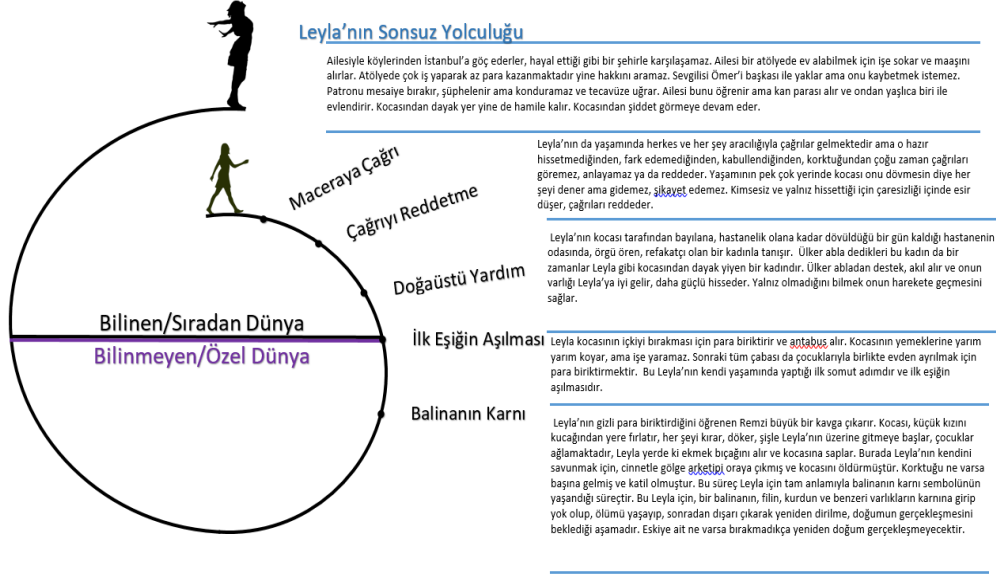 Leyla'nın Sonsuz Yolculuğu
Ailesiyle köylerinden İstanbul'a göç ederler, hayal ettiği gibi bir şehirle karşılaşamaz. Ailesi bir atölyede ev alabilmek için işe sokar ve maaşını
alırlar. Atölyede çok iş yaparak az para kazanmaktadır yine hakkını aramaz. Sevgilisi Ömer'i başkası ile yaklar ama onu kaybetmek istemez.
Patronu mesaiye bırakır, şüphelenir ama konduramaz ve tecavüze uğrar. Ailesi bunu öğrenir ama kan parası alır ve ondan yaşlıca biri ile
evlendirir. Kocasından dayak yer yine de hamile kalır. Kocasından şiddet görmeye devam eder.
Maceraya Çağrı
Leyla'nın da yaşamında herkes ve her şey aracılığıyla çağrılar gelmektedir ama o hazır
hissetmediğinden, fark edemediğinden, kabullendiğinden, korktuğundan çoğu zaman çağrıları
göremez, anlayamaz ya da reddeder. Yaşamının pek çok yerinde kocası onu dövmesin diye her
şeyi dener ama gidemez, şikayet edemez. Kimsesiz ve yalnız hissettiği için çaresizliği içinde esir
düşer, çağrıları reddeder.
Çağrıyı Reddetme
Leyla'nın kocası tarafından bayılana, hastanelik olana kadar dövüldüğü bir gün kaldığı hastanenin
odasında, örgü ören, refakatçı olan bir kadınla tanışır.  Ülker abla dedikleri bu kadın da bir
zamanlar Leyla gibi kocasından dayak yiyen bir kadındır. Ülker abladan destek, akıl alır ve onun
varlığı Leyla'ya iyi gelir, daha güçlü hisseder. Yalnız olmadığını bilmek onun harekete geçmesini
sağlar.
Doğaüstü Yardım
Bilinen/Sıradan Dünya
Bilinmeyen/Özel Dünya
İlk Eşiğin Aşılması
Leyla kocasının içkiyi bırakması için para biriktirir ve antabus alır. Kocasının yemeklerine yarım
yarım koyar, ama işe yaramaz. Sonraki tüm çabası da çocuklarıyla birlikte evden ayrılmak için
para biriktirmektir.  Bu Leyla'nın kendi yaşamında yaptığı ilk somut adımdır ve ilk eşiğin
aşılmasıdır.
Balinanın Karnı
Leyla'nın gizli para biriktirdiğini öğrenen Remzi büyük bir kavga çıkarır. Kocası, küçük kızını
kucağından yere fırlatır, her şeyi kırar, döker, şişle Leyla'nın üzerine gitmeye başlar, çocuklar
ağlamaktadır, Leyla yerde ki ekmek bıçağını alır ve kocasına saplar. Burada Leyla'nın kendini
savunmak için, cinnetle gölge arketipi oraya çıkmış ve kocasını öldürmüştür. Korktuğu ne varsa
başına gelmiş ve katil olmuştur. Bu süreç Leyla için tam anlamıyla balinanın karnı sembolünün
yaşandığı süreçtir. Bu Leyla için, bir balinanın, filin, kurdun ve benzeri varlıkların karnına girip
yok olup, ölümü yaşayıp, sonradan dışarı çıkarak yeniden dirilme, doğumun gerçekleşmesini
beklediği aşamadır. Eskiye ait ne varsa bırakmadıkça yeniden doğum gerçekleşmeyecektir.